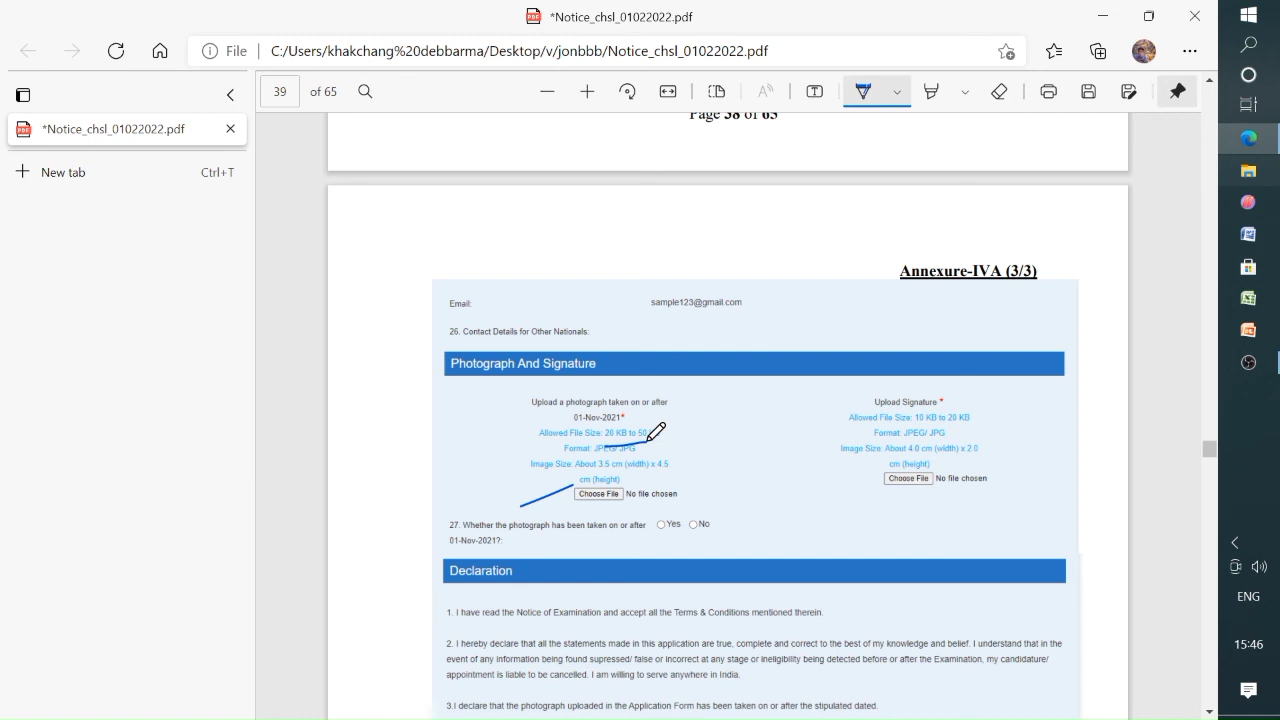 *Notice_chsl_01022022.pdf
File | C:/Users/khakchang%20debbarma/Desktop/v/jonbbb/Notice_chsl_01022022.pdf
39 of 65
*Notice_chsl_01022022.pdf
New tab Ctrl+T
Page 38 of 65
Annexure-IVA (3/3)
Email: sample123@gmail.com
26. Contact Details for Other Nationals:
Photograph And Signature
Upload a photograph taken on or after
01-Nov-2021*
Allowed File Size: 20 KB to 50
Format: JPEG/ JPG
Image Size: About 3.5 cm (width) x 4.5
cm (height)
Choose File No file chosen
Upload Signature *
Allowed File Size: 10 KB to 20 KB
Format: JPEG/ JPG
Image Size: About 4.0 cm (width) x 2.0
cm (height)
Choose File No file chosen
27. Whether the photograph has been taken on or after Yes No
01-Nov-2021?:
Declaration
1. I have read the Notice of Examination and accept all the Terms & Conditions mentioned therein.
2. I hereby declare that all the statements made in this application are true, complete and correct to the best of my knowledge and belief. I understand that in the
event of any information being found supressed/ false or incorrect at any stage or ineligibility being detected before or after the Examination, my candidature/
appointment is liable to be cancelled. I am willing to serve anywhere in India.
3.I declare that the photograph uploaded in the Application Form has been taken on or after the stipulated dated.
ENG
15:46